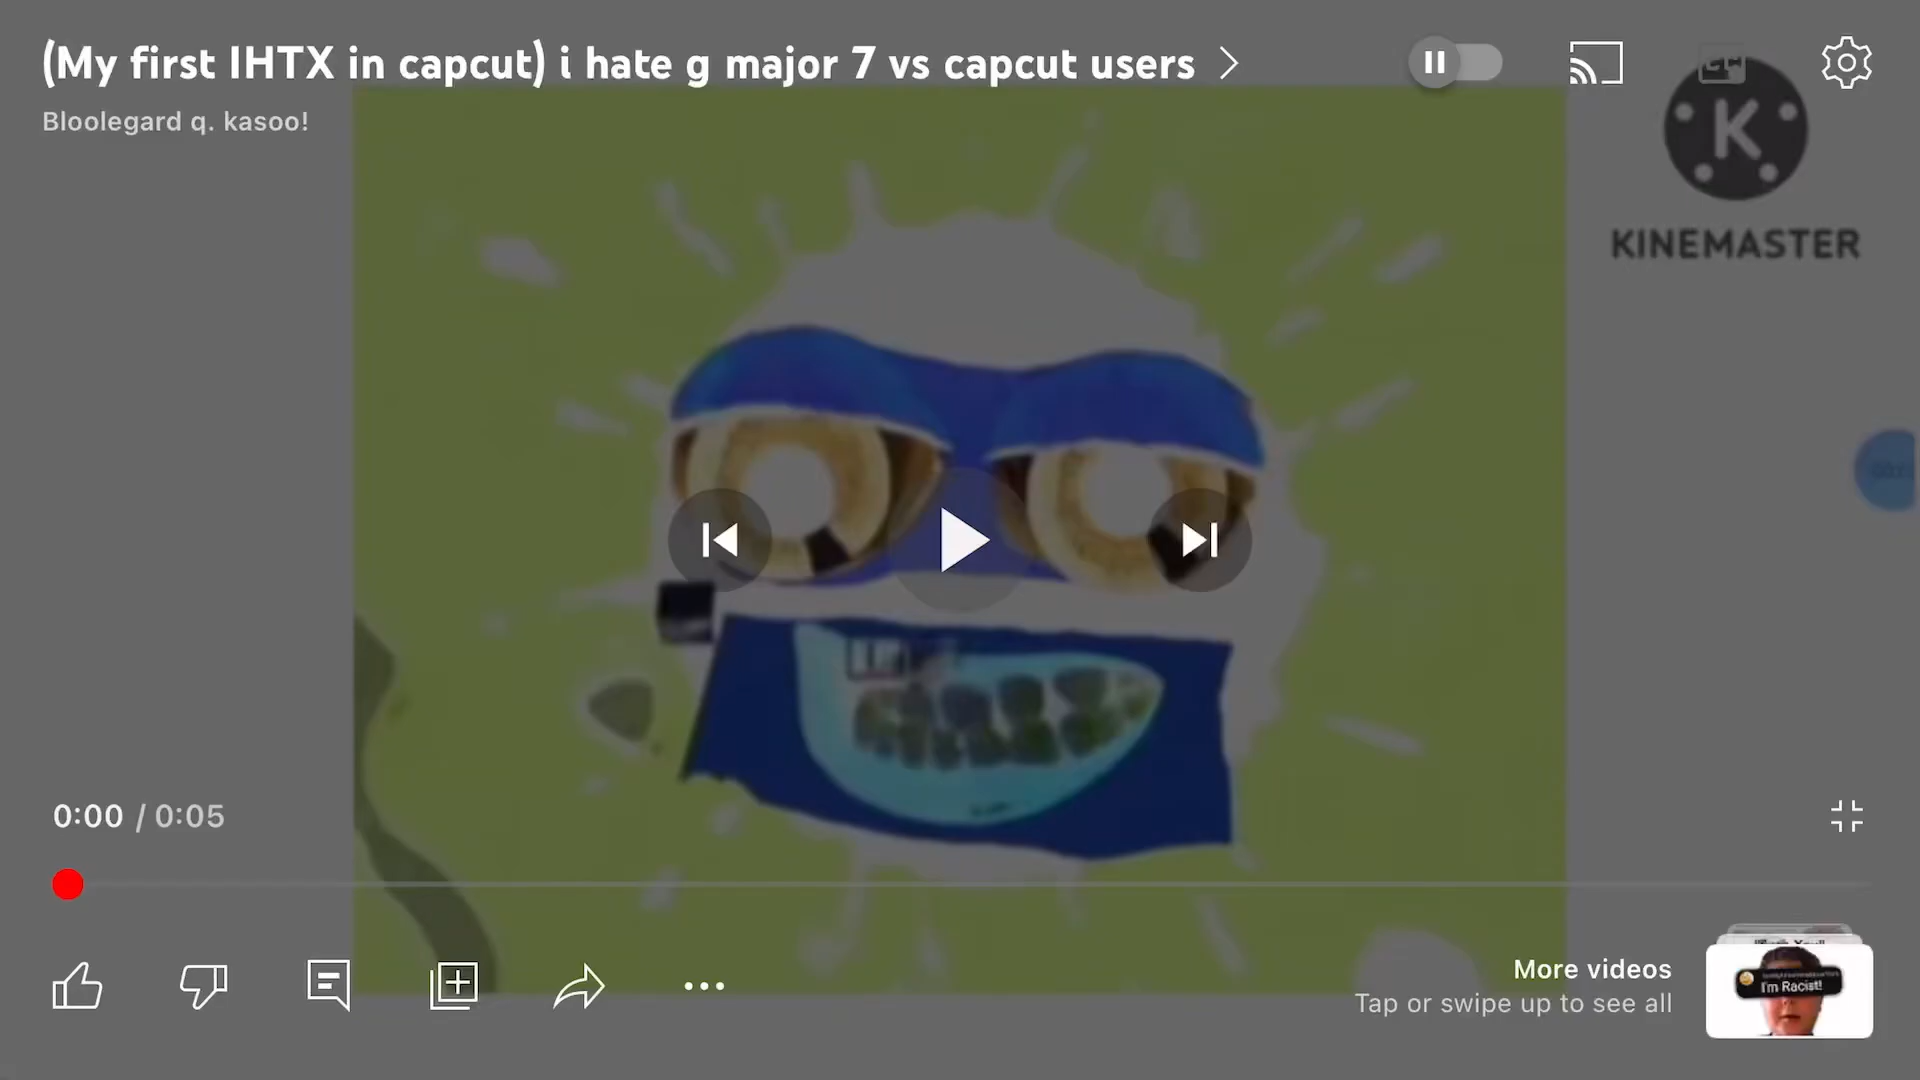 (My first IHTX in capcut) i hate g major 7 vs capcut users
Bloolegard q. kasoo!
CC
K
KINEMASTER
0:00 / 0:05
More videos
Tap or swipe up to see all
I'm Racist!